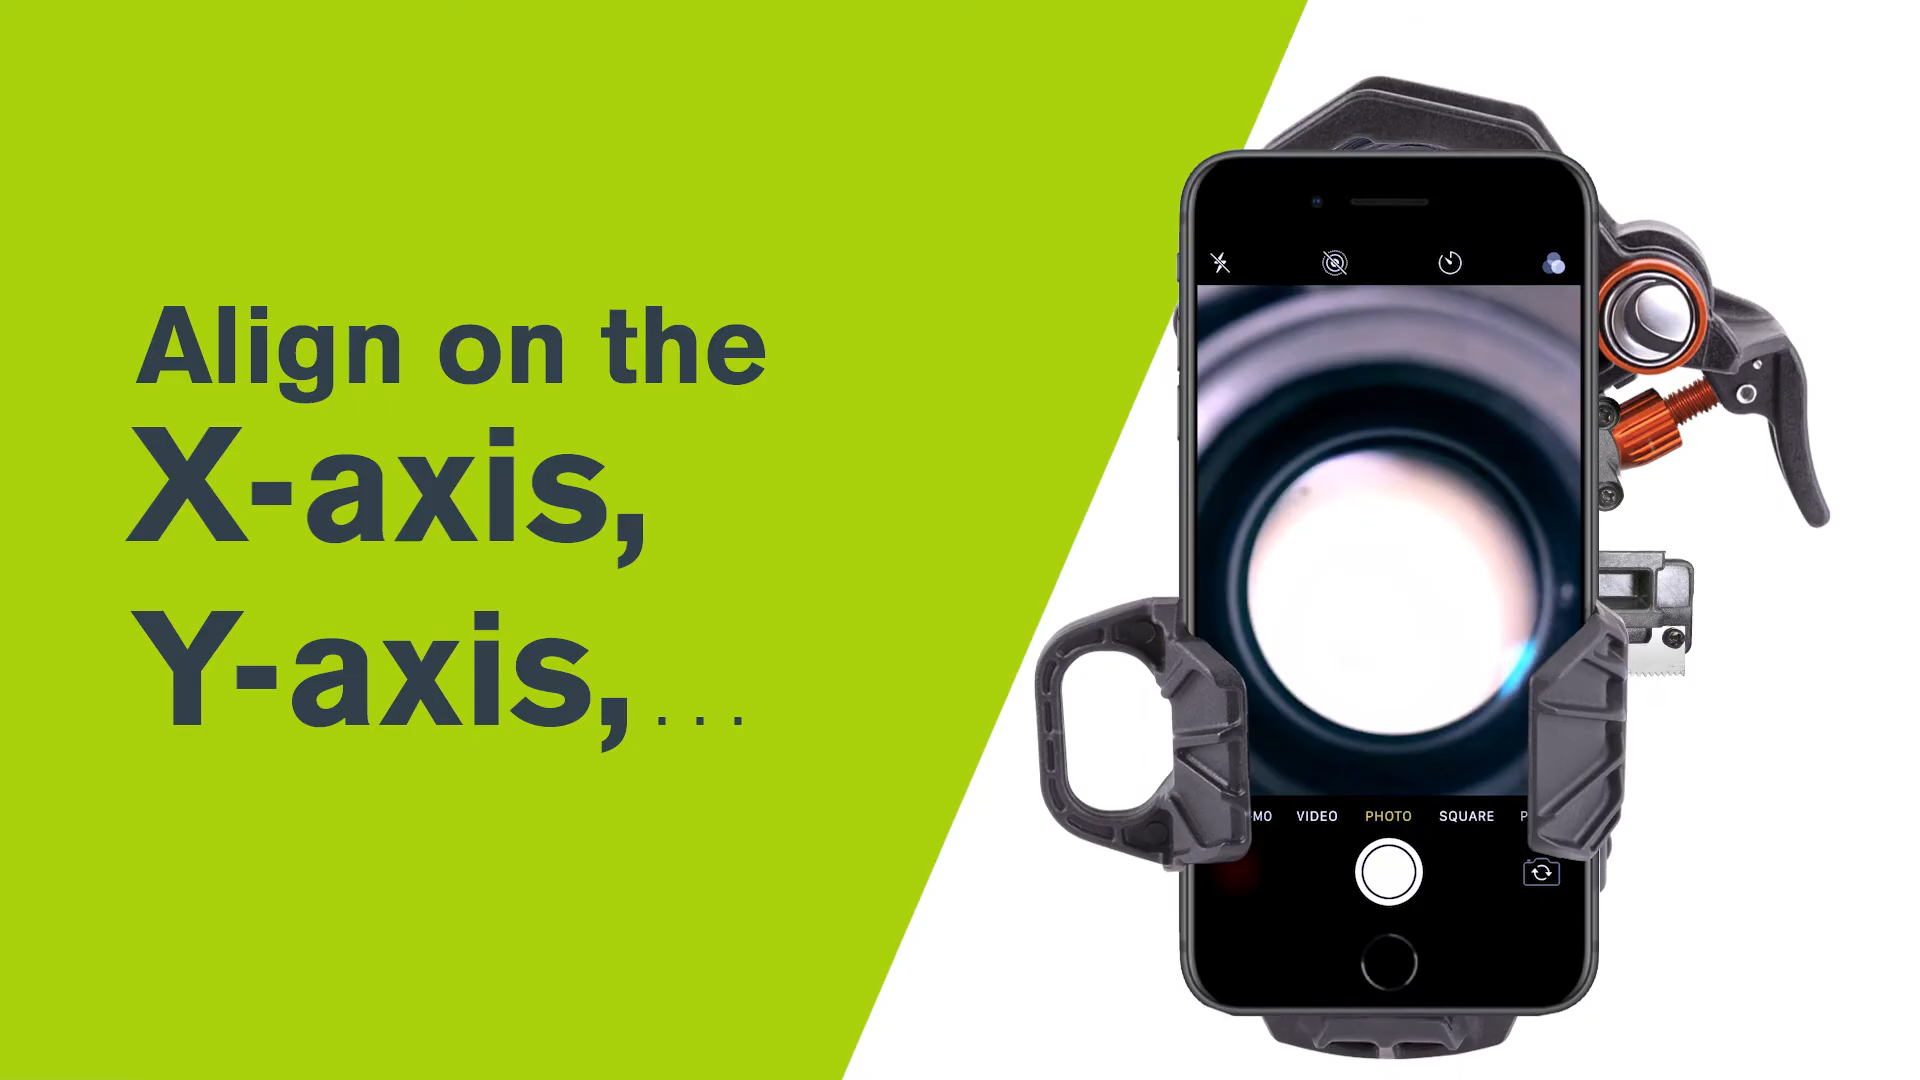 Align on the
X-axis,
Y-axis, . . .
MO VIDEO PHOTO SQUARE P